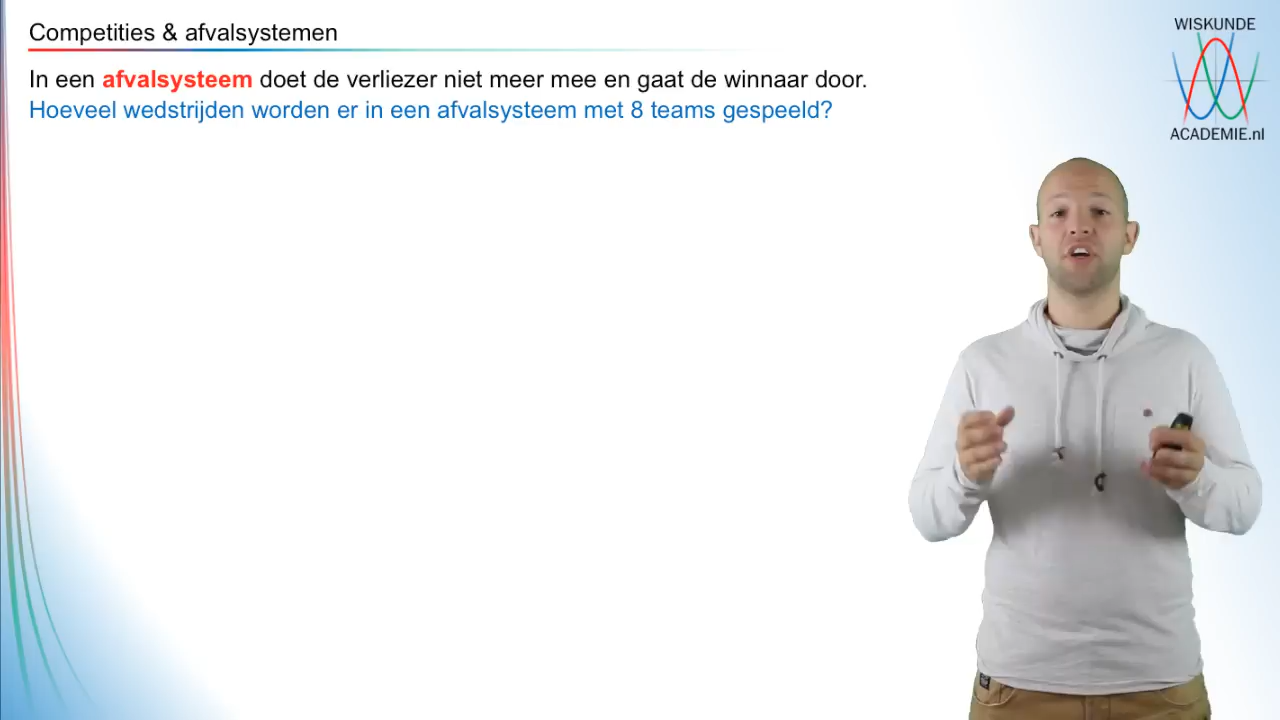 Competities & afvalsystemen
In een afvalsysteem doet de verliezer niet meer mee en gaat de winnaar door.
Hoeveel wedstrijden worden er in een afvalsysteem met 8 teams gespeeld?
WISKUNDE
ACADEMIE.nl